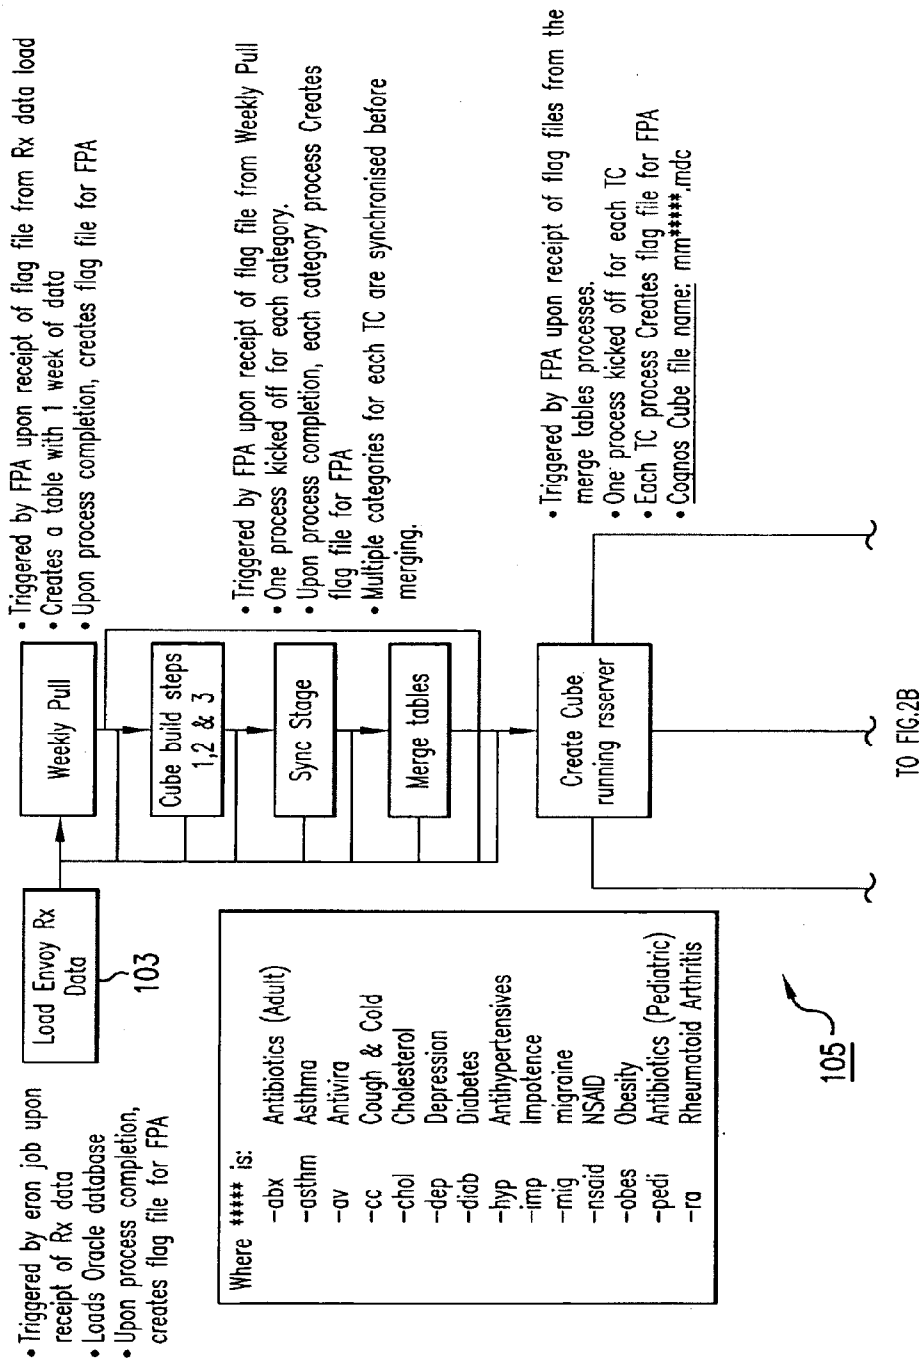 • Triggered by eron job upon
receipt of Rx data
• Loads Oracle database
• Upon process completion,
creates flag file for FPA
Load Envoy Rx
Data
103
Weekly Pull
• Triggered by FPA upon receipt of flag file from Rx data load
• Creates a table with 1 week of data
• Upon process completion, creates flag file for FPA
Cube build steps
1,2 & 3
Sync Stage
Merge tables
• Triggered by FPA upon receipt of flag file from Weekly Pull
• One process kicked off for each category.
• Upon process completion, each category process Creates
flag file for FPA
• Multiple categories for each TC are synchronised before
merging.
Where ***** is:
-abx Antibiotics (Adult)
-asthm Asthma
-av Antivira
-cc Cough & Cold
-chol Cholesterol
-dep Depression
-diab Diabetes
-hyp Antihypertensives
-imp Impotence
-mig migraine
-nsaid NSAID
-obes Obesity
-pedi Antibiotics (Pediatric)
-ra Rheumatoid Arthritis
Create Cube
running rsserver
• Triggered by FPA upon receipt of flag files from the
merge tables processes.
• One process kicked off for each TC
• Each TC process Creates flag file for FPA
• Cognos Cube file name: mm*****.mdc
105
TO FIG.2B